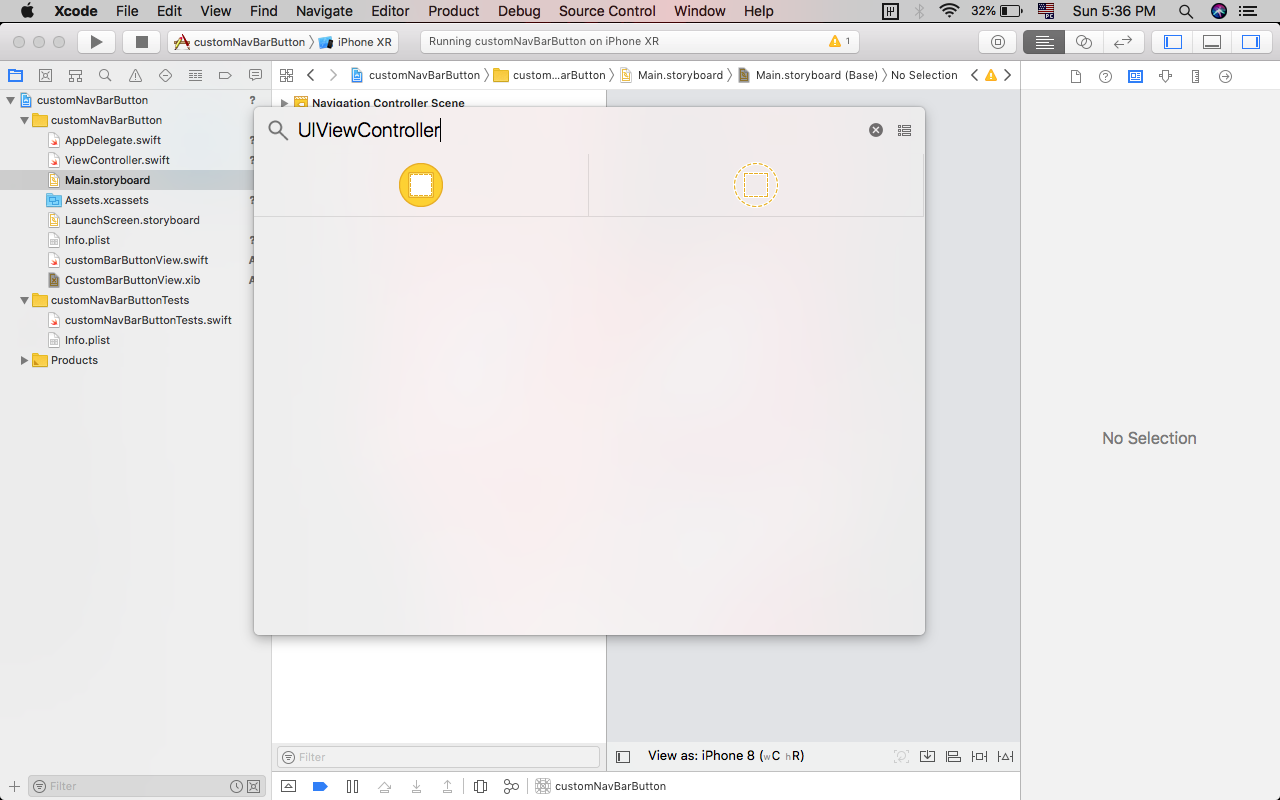 Xcode File Edit View Find Navigate Editor Product Debug Source Control Window Help 32% Sun 5:36 PM
customNavBarButton iPhone XR Running customNavBarButton on iPhone XR 1
customNavBarButton custom...arButton Main.storyboard Main.storyboard (Base) No Selection
customNavBarButton ?
Navigation Controller Scene
customNavBarButton
UIViewController
AppDelegate.swift ?
ViewController.swift ?
Main.storyboard
Assets.xcassets ?
LaunchScreen.storyboard
Info.plist ?
customBarButtonView.swift A
CustomBarButtonView.xib A
customNavBarButtonTests
customNavBarButtonTests.swift
Info.plist
Products
No Selection
Filter
View as: iPhone 8 (wC hR)
Filter
customNavBarButton